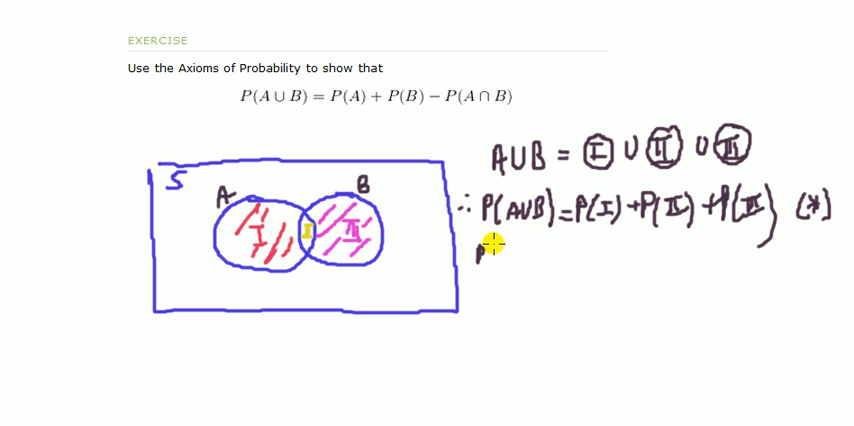 EXERCISE
Use the Axioms of Probability to show that
P(A ∪ B) = P(A) + P(B) − P(A ∩ B)
S
A
B
I
II
III
A∪B = I ∪ II ∪ III
∴ P(A∪B) = P(I) + P(II) + P(III) (*)
P